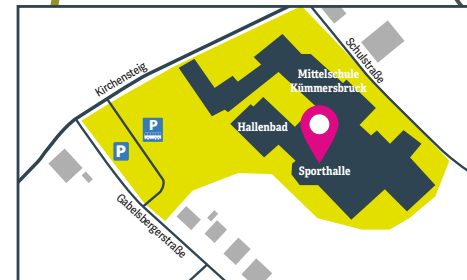 Kirchensteig
Schulstraße
Mittelschule
Kümmersbruck
P
P
Hallenbad
Sporthalle
Gabelsbergerstraße